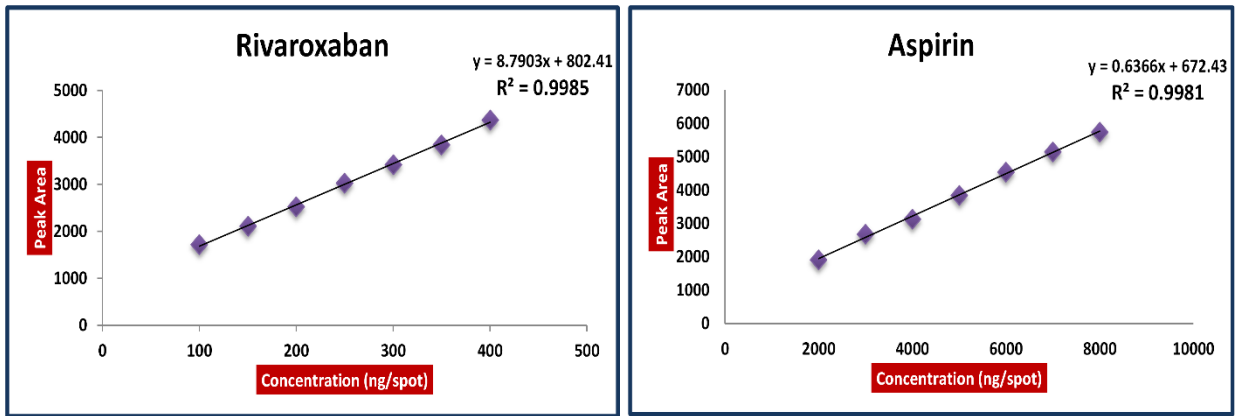 Rivaroxaban
y = 8.7903x + 802.41
R² = 0.9985
5000
4000
3000
2000
1000
0
Peak Area
0 100 200 300 400 500
Concentration (ng/spot)
Aspirin
y = 0.6366x + 672.43
R² = 0.9981
7000
6000
5000
4000
3000
2000
1000
0
Peak Area
0 2000 4000 6000 8000 10000
Concentration (ng/spot)